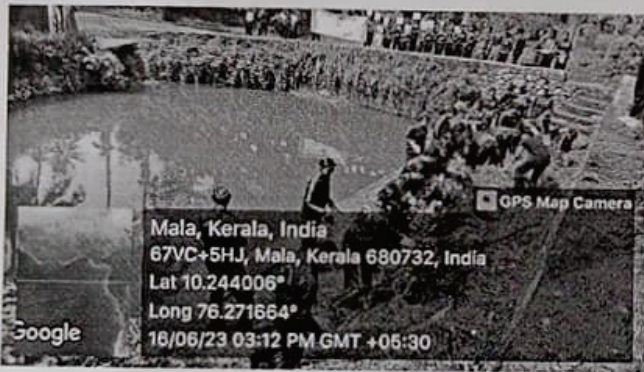 GPS Map Camera
Mala, Kerala, India
67VC+5HJ, Mala, Kerala 680732, India
Lat 10.244006°
Long 76.271664°
16/06/23 03:12 PM GMT +05:30
Google